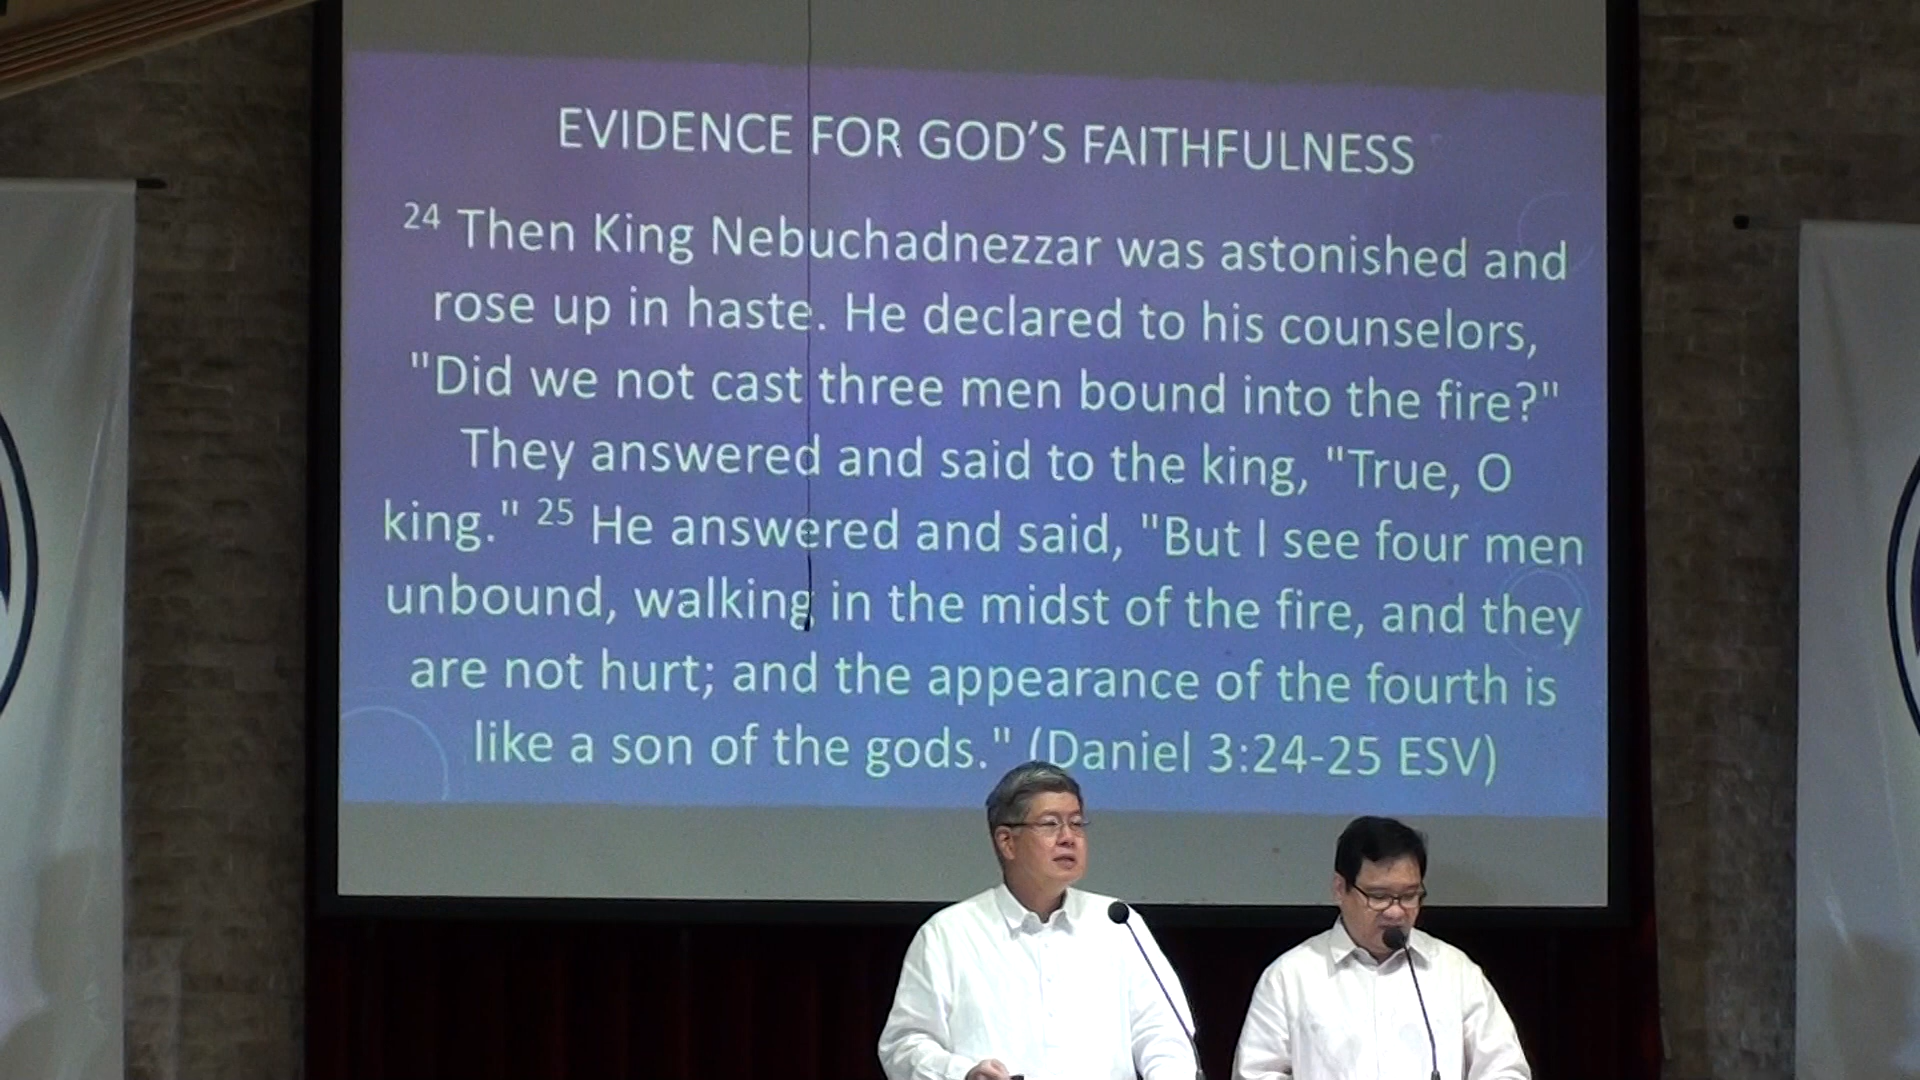 EVIDENCE FOR GOD’S FAITHFULNESS
24 Then King Nebuchadnezzar was astonished and
rose up in haste. He declared to his counselors,
"Did we not cast three men bound into the fire?"
They answered and said to the king, "True, O
king." 25 He answered and said, "But I see four men
unbound, walking in the midst of the fire, and they
are not hurt; and the appearance of the fourth is
like a son of the gods." (Daniel 3:24-25 ESV)